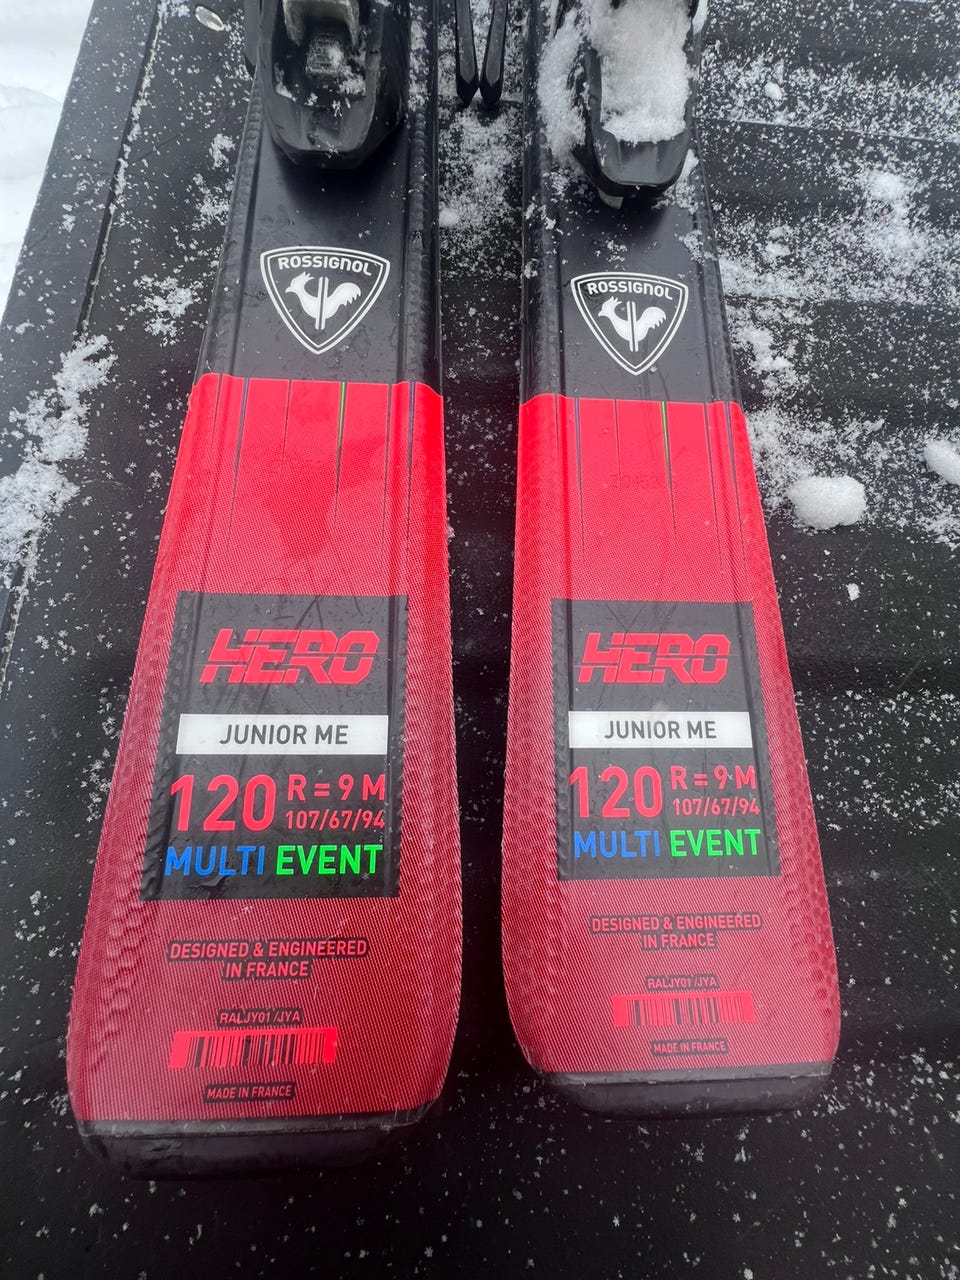 ROSSIGNOL
HERO
JUNIOR ME
120 R = 9 M
107/67/94
MULTI EVENT
DESIGNED & ENGINEERED
IN FRANCE
RALJY01 /JYA
MADE IN FRANCE
ROSSIGNOL
HERO
JUNIOR ME
120 R = 9 M
107/67/94
MULTI EVENT
DESIGNED & ENGINEERED
IN FRANCE
RALJY01 /JYA
MADE IN FRANCE